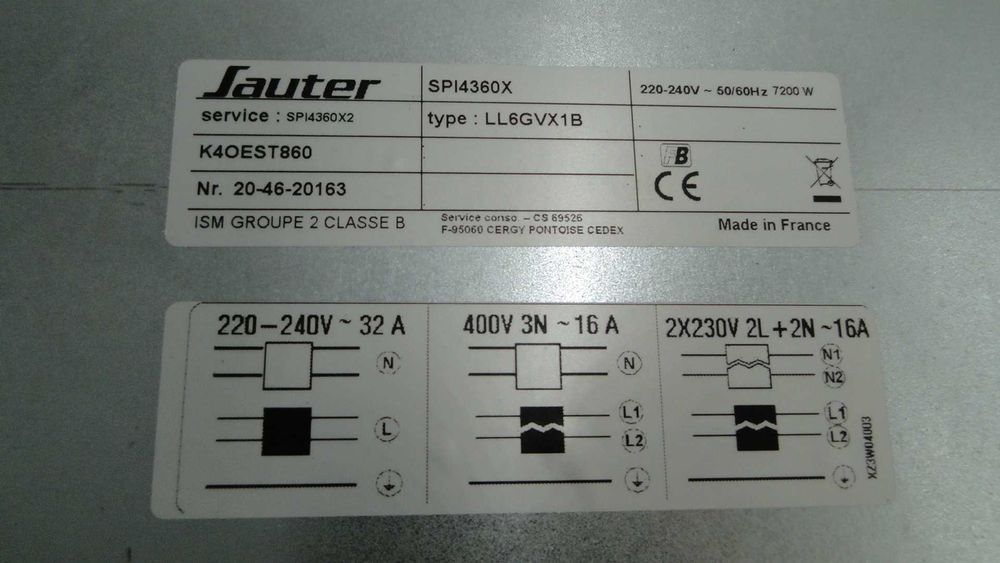 Sauter
SPI4360X
220-240V ~ 50/60Hz 7200 W
service : SPI4360X2
type : LL6GVX1B
K4OEST860
Nr. 20-46-20163
CE
ISM GROUPE 2 CLASSE B
Service conso. – CS 69526
F-95060 CERGY PONTOISE CEDEX
Made in France
220-240V ~ 32 A
N
L
400V 3N ~16 A
N
L1
L2
2X230V 2L+2N ~16A
N1
N2
L1
L2
X23W04003